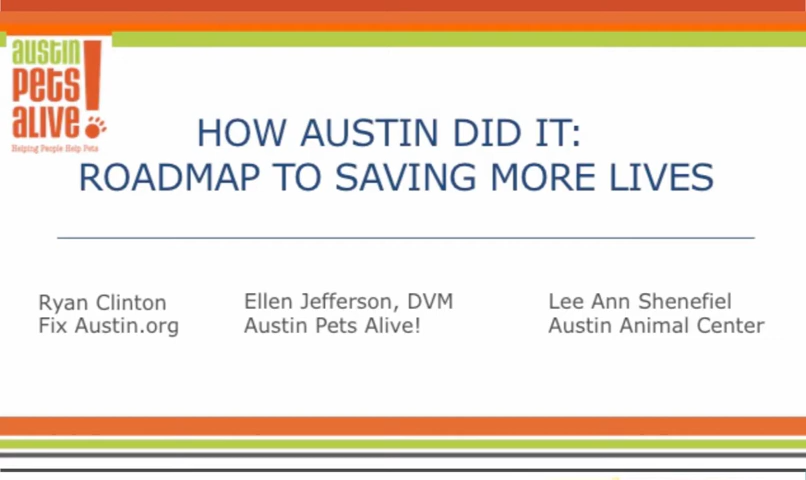 austin
pets
alive!
Helping People Help Pets
HOW AUSTIN DID IT:
ROADMAP TO SAVING MORE LIVES
Ryan Clinton
Fix Austin.org
Ellen Jefferson, DVM
Austin Pets Alive!
Lee Ann Shenefiel
Austin Animal Center